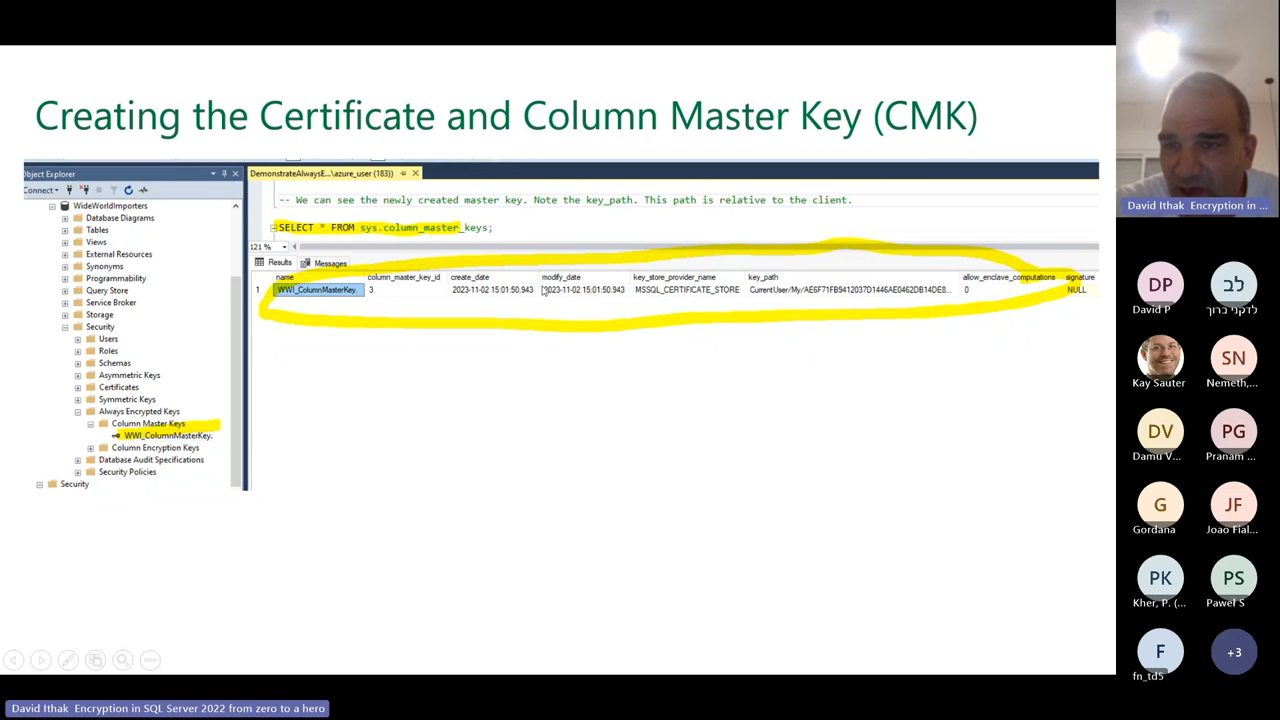 Creating the Certificate and Column Master Key (CMK)
Object Explorer
Connect
WideWorldImporters
Database Diagrams
Tables
Views
External Resources
Synonyms
Programmability
Query Store
Service Broker
Storage
Security
Users
Roles
Schemas
Asymmetric Keys
Certificates
Symmetric Keys
Always Encrypted Keys
Column Master Keys
WWI_ColumnMasterKey.
Column Encryption Keys
Database Audit Specifications
Security Policies
Security
DemonstrateAlwaysE...\azure_user (183))
-- We can see the newly created master key. Note the key_path. This path is relative to the client.
SELECT * FROM sys.column_master_keys;
121 %
Results Messages
name column_master_key_id create_date modify_date key_store_provider_name key_path allow_enclave_computations signature
1 WWI_ColumnMasterKey. 3 2023-11-02 15:01:50.943 2023-11-02 15:01:50.943 MSSQL_CERTIFICATE_STORE CurrentUser/My/AE6F71FB9412037D1446AE0462DB14DE8... 0 NULL
David Ithak Encryption in ...
DP
David P
לב
לדקני ברוך
Kay Sauter
SN
Nemeth,...
DV
Damu V...
PG
Pranam ...
G
Gordana
JF
Joao Fial...
PK
Kher, P. (...
PS
Paweł S
F
fn_td5
+3
David Ithak Encryption in SQL Server 2022 from zero to a hero